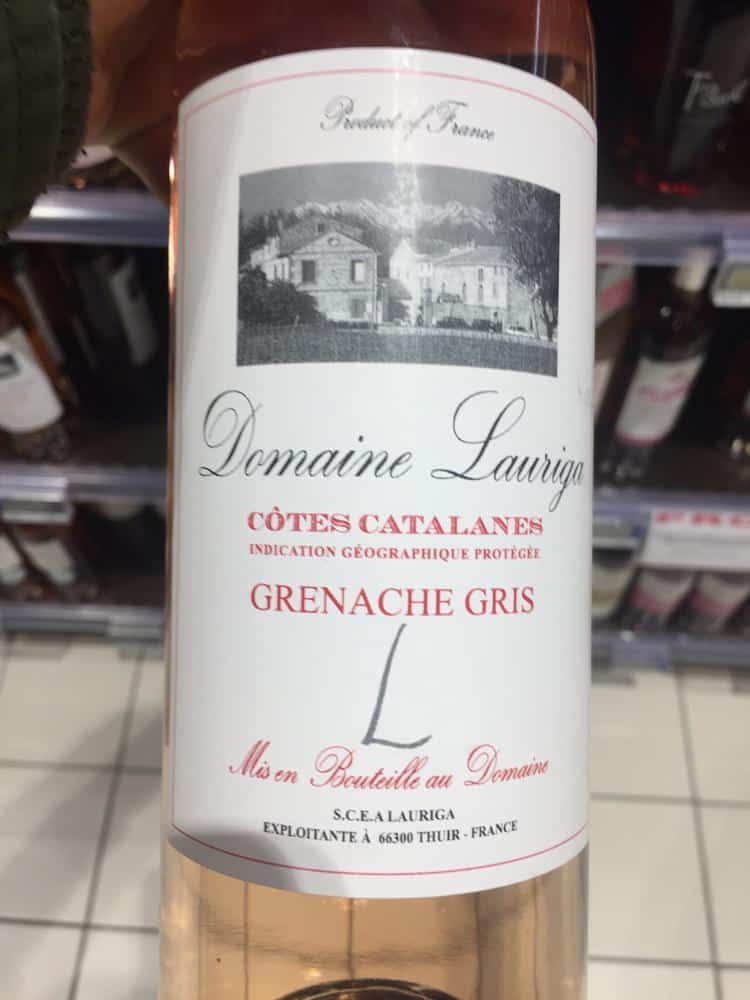 Product of France
Domaine Lauriga
CÔTES CATALANES
INDICATION GÉOGRAPHIQUE PROTÉGÉE
GRENACHE GRIS
L
Mis en Bouteille au Domaine
S.C.E.A LAURIGA
EXPLOITANTE À 66300 THUIR - FRANCE